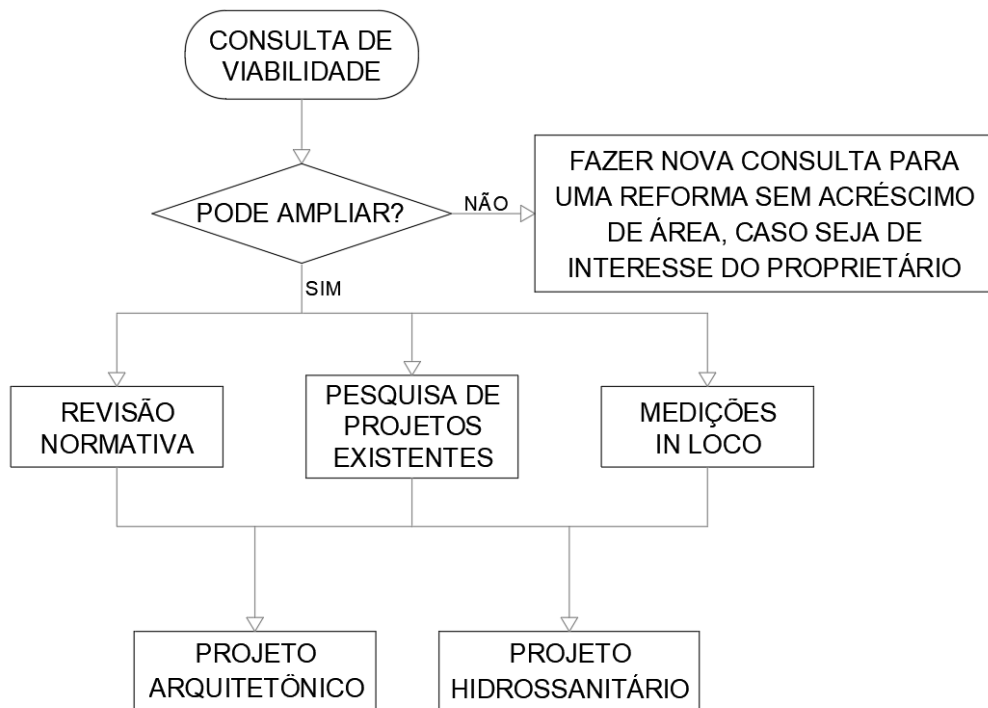 CONSULTA DE
VIABILIDADE
PODE AMPLIAR?
NÃO
FAZER NOVA CONSULTA PARA
UMA REFORMA SEM ACRÉSCIMO
DE ÁREA, CASO SEJA DE
INTERESSE DO PROPRIETÁRIO
SIM
REVISÃO
NORMATIVA
PESQUISA DE
PROJETOS
EXISTENTES
MEDIÇÕES
IN LOCO
PROJETO
ARQUITETÔNICO
PROJETO
HIDROSSANITÁRIO